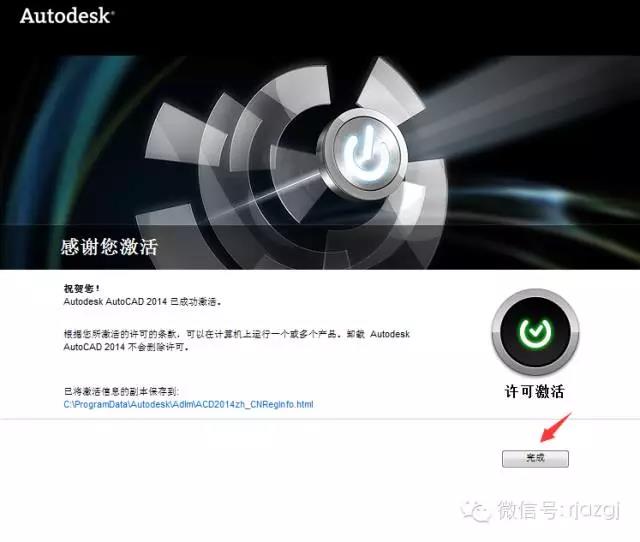 Autodesk®
感谢您激活
祝贺您！
Autodesk AutoCAD 2014 已成功激活。
根据您所激活的许可的条款，可以在计算机上运行一个或多个产品。卸载 Autodesk
AutoCAD 2014 不会删除许可。
已将激活信息的副本保存到:
C:\ProgramData\Autodesk\Adlm\ACD2014zh_CNRegInfo.html
许可激活
完成
微信号: rjazgj